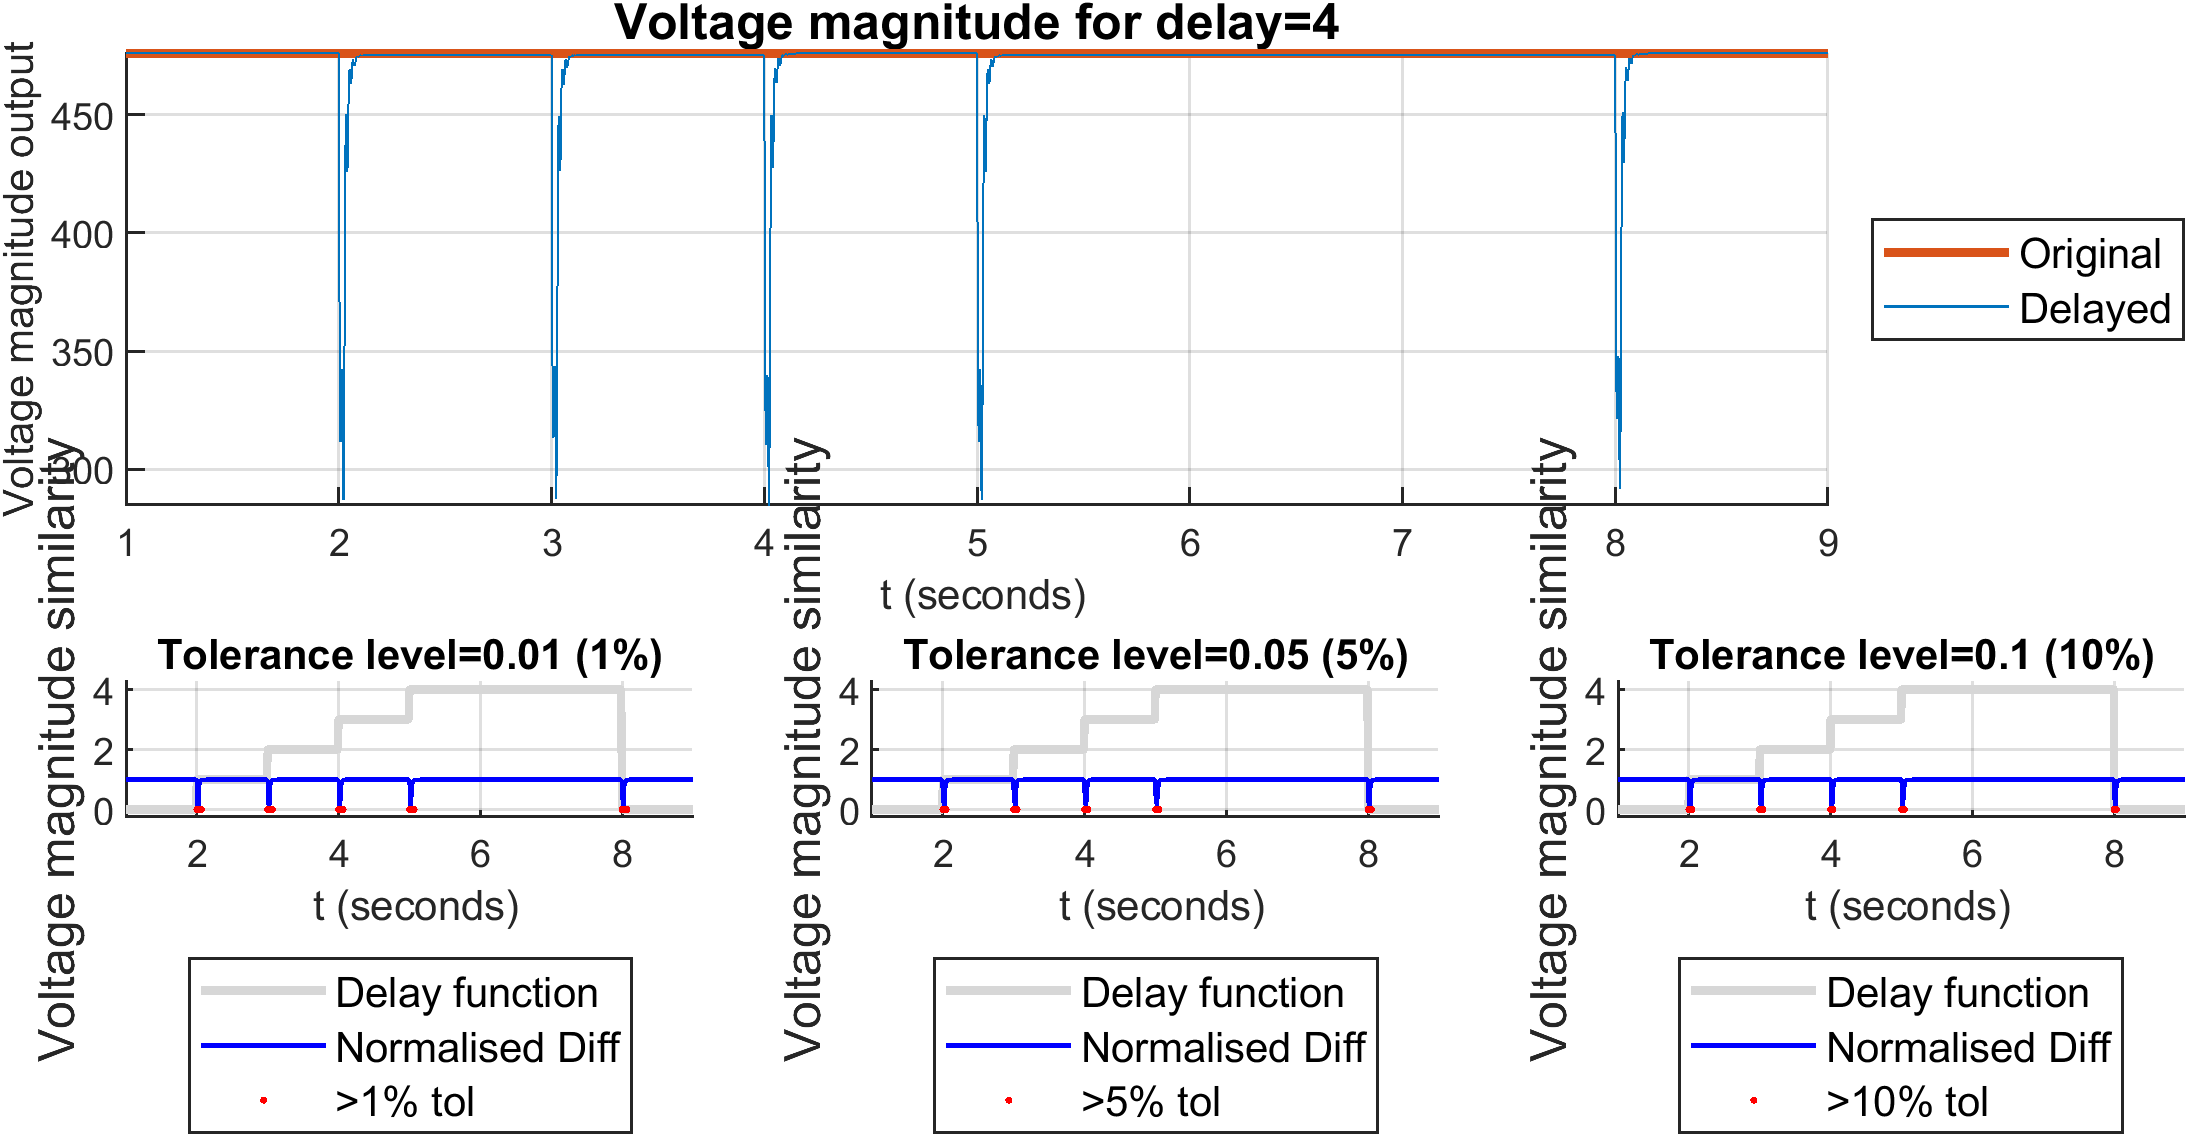 Voltage magnitude for delay=4
Voltage magnitude output
450
400
350
300
1 2 3 4 5 6 7 8 9
t (seconds)
Original
Delayed
Tolerance level=0.01 (1%)
Voltage magnitude similarity
4
2
0
2 4 6 8
t (seconds)
Delay function
Normalised Diff
>1% tol
Tolerance level=0.05 (5%)
Voltage magnitude similarity
4
2
0
2 4 6 8
t (seconds)
Delay function
Normalised Diff
>5% tol
Tolerance level=0.1 (10%)
Voltage magnitude similarity
4
2
0
2 4 6 8
t (seconds)
Delay function
Normalised Diff
>10% tol